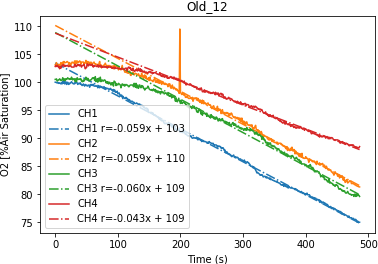 Old_12
O2 [%Air Saturation]
110
105
100
95
90
85
80
75
CH1
CH1 r=-0.059x + 103
CH2
CH2 r=-0.059x + 110
CH3
CH3 r=-0.060x + 109
CH4
CH4 r=-0.043x + 109
0 100 200 300 400 500
Time (s)